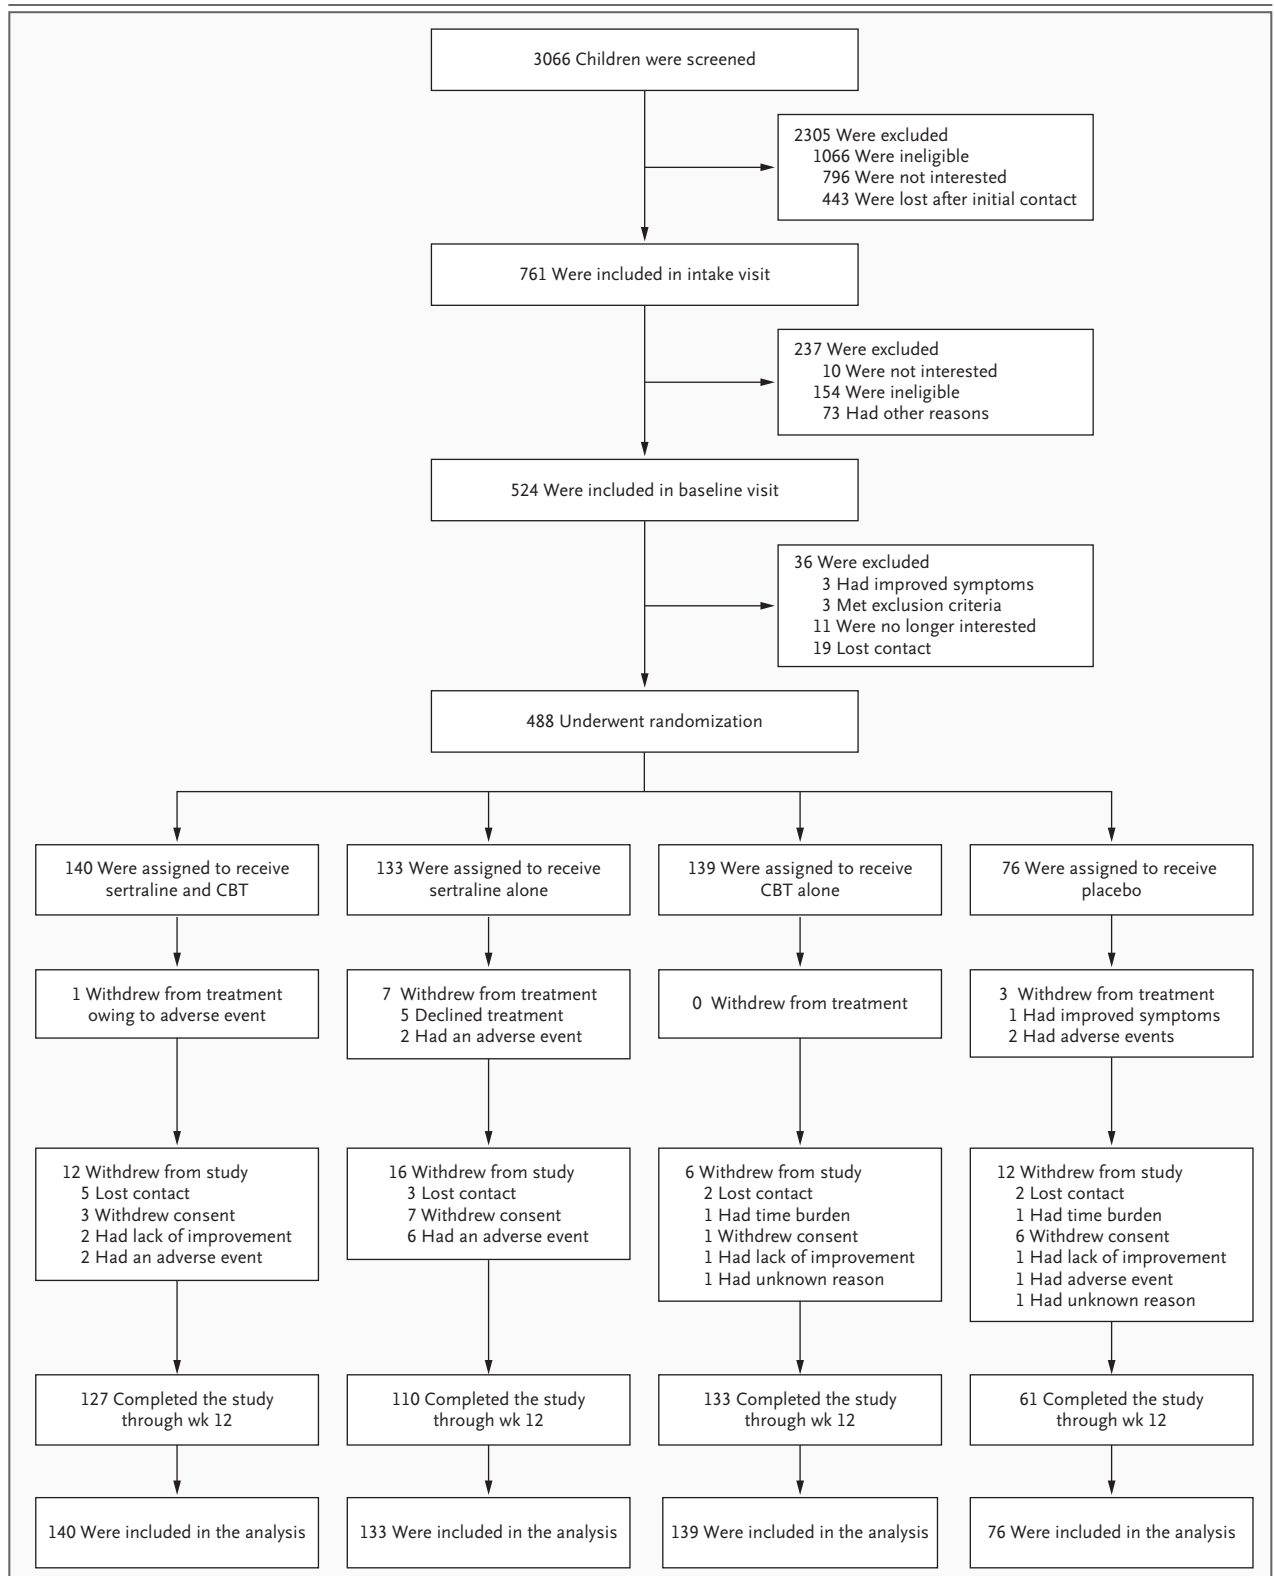 3066 Children were screened
2305 Were excluded
1066 Were ineligible
796 Were not interested
443 Were lost after initial contact
761 Were included in intake visit
237 Were excluded
10 Were not interested
154 Were ineligible
73 Had other reasons
524 Were included in baseline visit
36 Were excluded
3 Had improved symptoms
3 Met exclusion criteria
11 Were no longer interested
19 Lost contact
488 Underwent randomization
140 Were assigned to receive
sertraline and CBT
133 Were assigned to receive
sertraline alone
139 Were assigned to receive
CBT alone
76 Were assigned to receive
placebo
1 Withdrew from treatment
owing to adverse event
7 Withdrew from treatment
5 Declined treatment
2 Had an adverse event
0 Withdrew from treatment
3 Withdrew from treatment
1 Had improved symptoms
2 Had adverse events
12 Withdrew from study
5 Lost contact
3 Withdrew consent
2 Had lack of improvement
2 Had an adverse event
16 Withdrew from study
3 Lost contact
7 Withdrew consent
6 Had an adverse event
6 Withdrew from study
2 Lost contact
1 Had time burden
1 Withdrew consent
1 Had lack of improvement
1 Had unknown reason
12 Withdrew from study
2 Lost contact
1 Had time burden
6 Withdrew consent
1 Had lack of improvement
1 Had adverse event
1 Had unknown reason
127 Completed the study
through wk 12
110 Completed the study
through wk 12
133 Completed the study
through wk 12
61 Completed the study
through wk 12
140 Were included in the analysis
133 Were included in the analysis
139 Were included in the analysis
76 Were included in the analysis